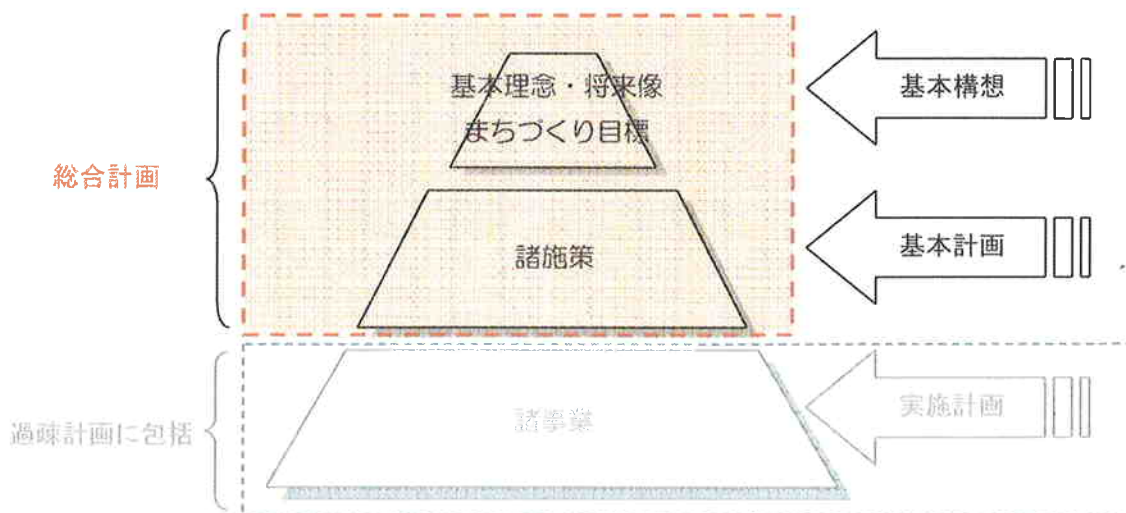 基本理念・将来像
まちづくり目標
基本構想
総合計画
諸施策
基本計画
過疎計画に包括
諸事業
実施計画